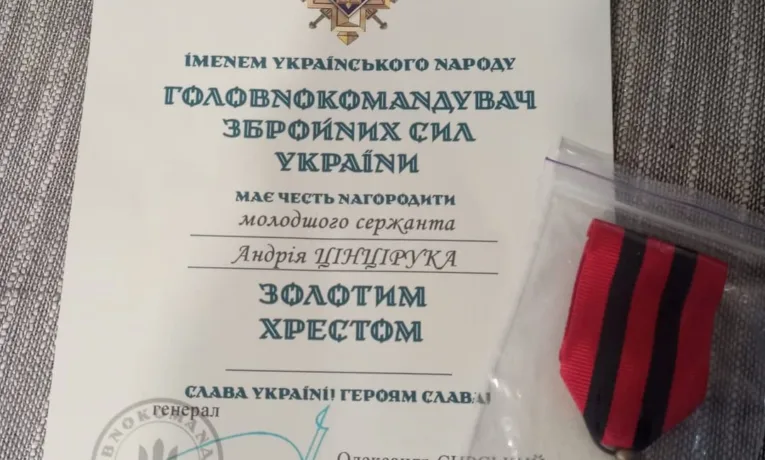 ІМЕНЕМ УКРАЇНСЬКОГО НАРОДУ
ГОЛОВНОКОМАНДУВАЧ
ЗБРОЙНИХ СИЛ
УКРАЇНИ
МАЄ ЧЕСТЬ НАГОРОДИТИ
молодшого сержанта
Андрія ЦІНЦІРУКА
ЗОЛОТИМ
ХРЕСТОМ
СЛАВА УКРАЇНІ! ГЕРОЯМ СЛАВА!
генерал